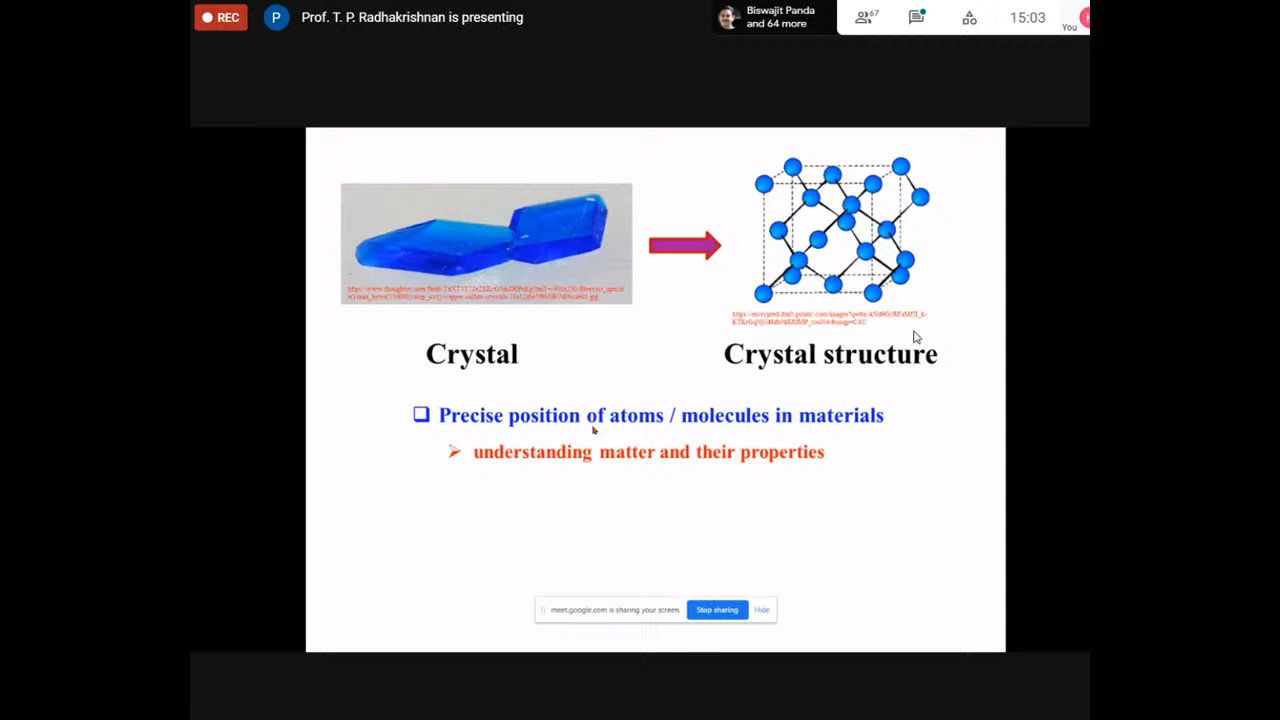 REC
P
Prof. T. P. Radhakrishnan is presenting
Biswajit Panda
and 64 more
67
15:03
You
Crystal
Crystal structure
Precise position of atoms / molecules in materials
understanding matter and their properties
meet.google.com is sharing your screen.
Stop sharing
Hide